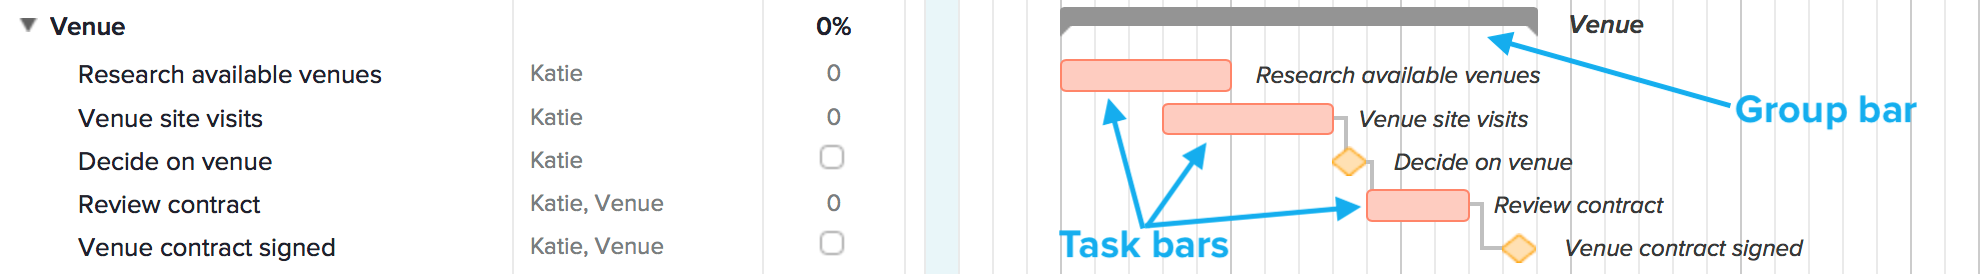 Venue 0% Venue
Research available venues Katie 0 Research available venues
Group bar
Venue site visits Katie 0 Venue site visits
Decide on venue Katie Decide on venue
Review contract Katie, Venue 0 Review contract
Task bars
Venue contract signed Katie, Venue Venue contract signed